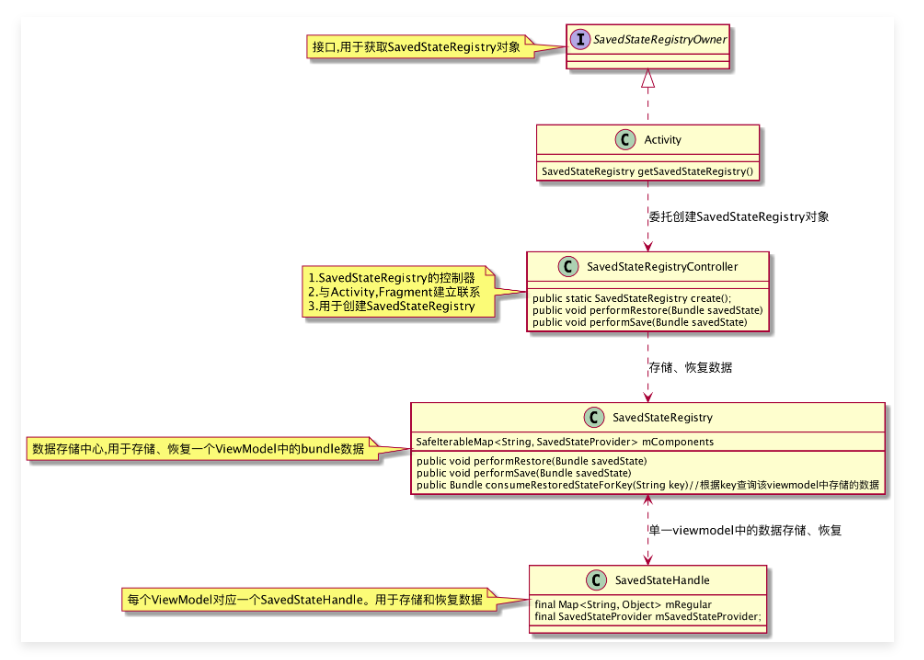 接口,用于获取SavedStateRegistry对象
I SavedStateRegistryOwner
C Activity
SavedStateRegistry getSavedStateRegistry()
委托创建SavedStateRegistry对象
1.SavedStateRegistry的控制器
2.与Activity,Fragment建立联系
3.用于创建SavedStateRegistry
C SavedStateRegistryController
public static SavedStateRegistry create();
public void performRestore(Bundle savedState)
public void performSave(Bundle savedState)
存储、恢复数据
数据存储中心,用于存储、恢复一个ViewModel中的bundle数据
C SavedStateRegistry
SafeIterableMap<String, SavedStateProvider> mComponents
public void performRestore(Bundle savedState)
public void performSave(Bundle savedState)
public Bundle consumeRestoredStateForKey(String key)//根据key查询该viewmodel中存储的数据
单一viewmodel中的数据存储、恢复
每个ViewModel对应一个SavedStateHandle。用于存储和恢复数据
C SavedStateHandle
final Map<String, Object> mRegular
final SavedStateProvider mSavedStateProvider;